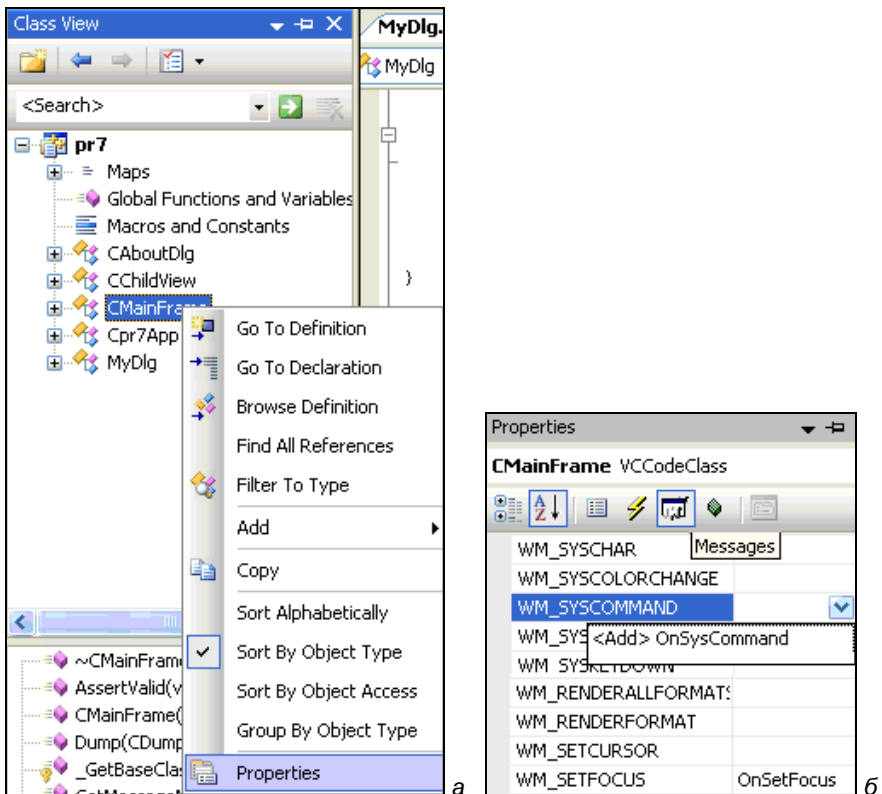 Class View
MyDlg.
MyDlg
<Search>
pr7
Maps
Global Functions and Variables
Macros and Constants
CAboutDlg
CChildView
}
CMainFrame
Cpr7App
MyDlg
Go To Definition
Go To Declaration
Browse Definition
Find All References
Filter To Type
Add
Copy
Sort Alphabetically
Sort By Object Type
Sort By Object Access
Group By Object Type
Properties
~CMainFram
AssertValid(v
CMainFrame(
Dump(CDump
_GetBaseClas
а
Properties
CMainFrame VCCodeClass
Messages
WM_SYSCHAR
WM_SYSCOLORCHANGE
WM_SYSCOMMAND
WM_SYS
<Add> OnSysCommand
WM_SYSKEYDOWN
WM_RENDERALLFORMATS
WM_RENDERFORMAT
WM_SETCURSOR
WM_SETFOCUS OnSetFocus
б